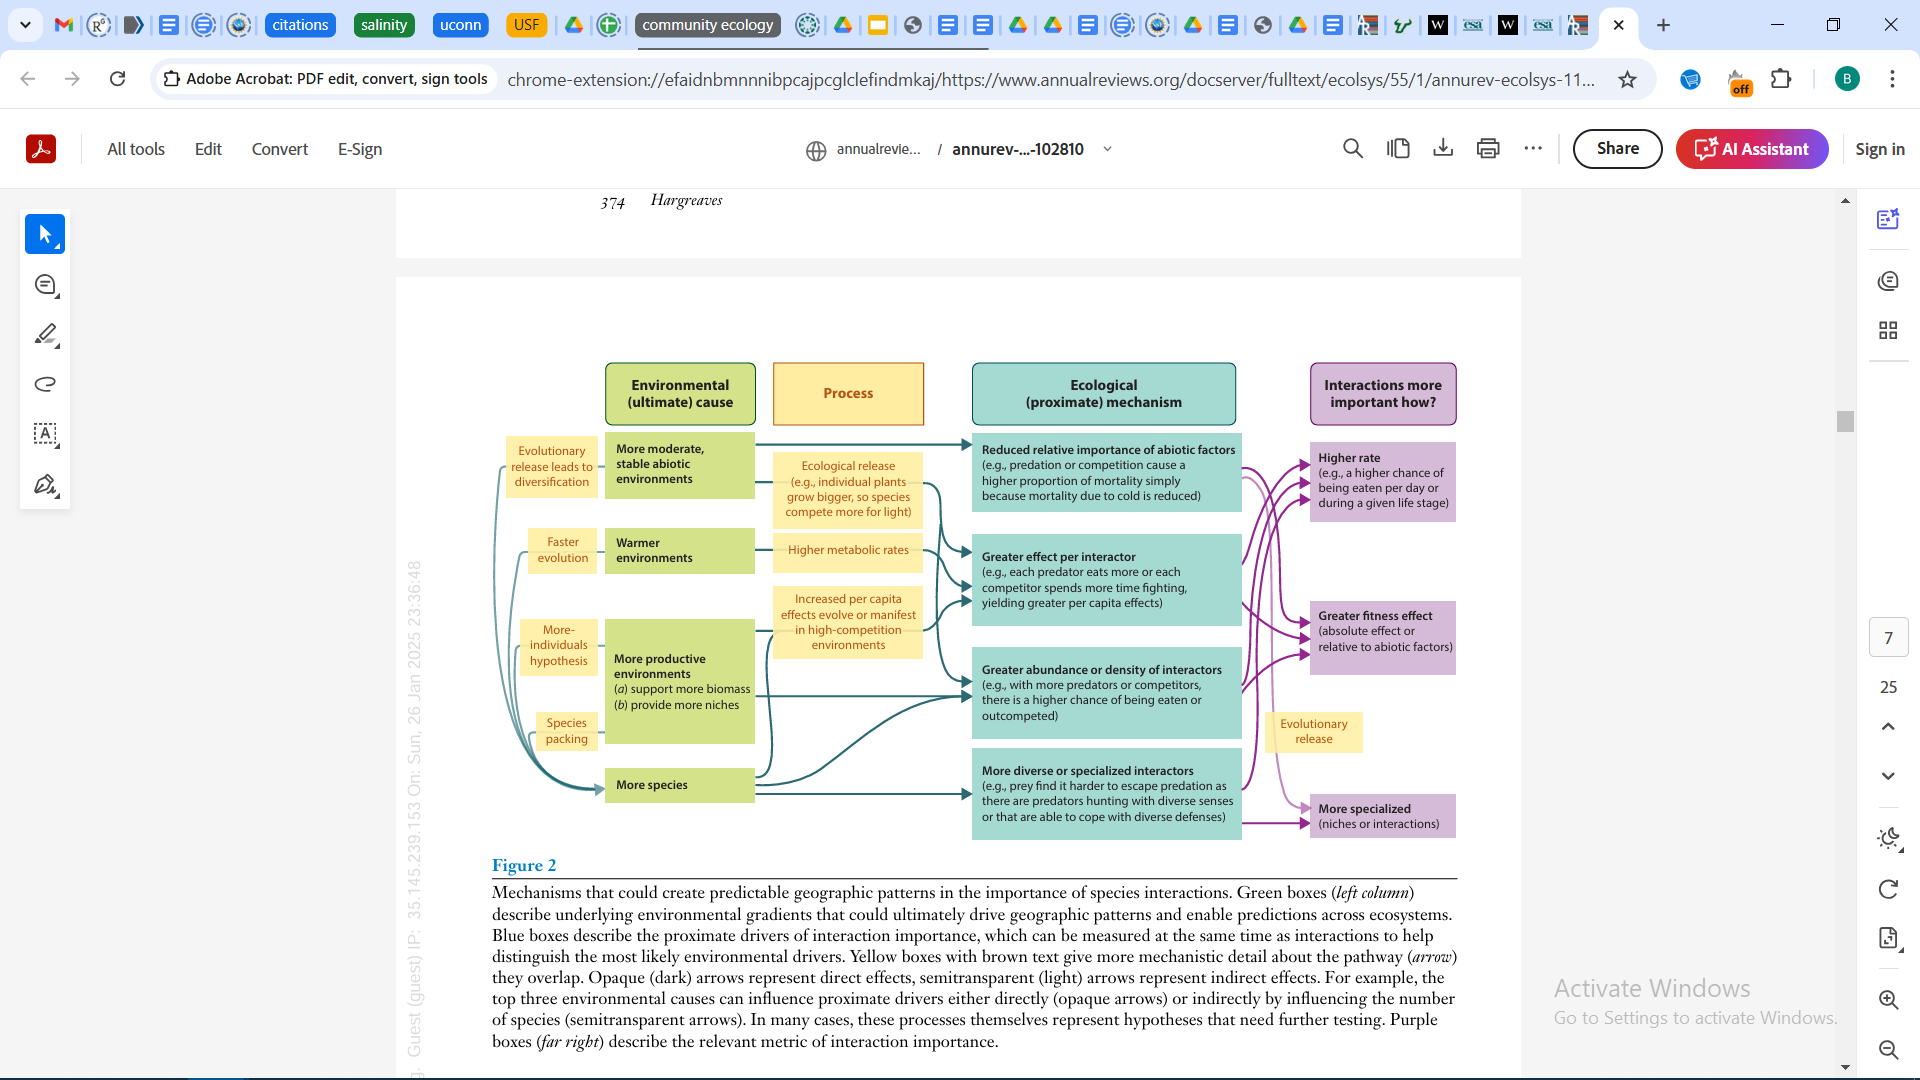 citations
salinity
uconn
USF
community ecology
Adobe Acrobat: PDF edit, convert, sign tools
chrome-extension://efaidnbmnnnibpcajpcglclefindmkaj/https://www.annualreviews.org/docserver/fulltext/ecolsys/55/1/annurev-ecolsys-11...
off
B
All tools
Edit
Convert
E-Sign
annualrevie... / annurev-...-102810
Share
AI Assistant
Sign in
374 Hargreaves
Environmental
(ultimate) cause
Process
Ecological
(proximate) mechanism
Interactions more
important how?
Evolutionary
release leads to
diversification
More moderate,
stable abiotic
environments
Ecological release
(e.g., individual plants
grow bigger, so species
compete more for light)
Reduced relative importance of abiotic factors
(e.g., predation or competition cause a
higher proportion of mortality simply
because mortality due to cold is reduced)
Higher rate
(e.g., a higher chance of
being eaten per day or
during a given life stage)
Faster
evolution
Warmer
environments
Higher metabolic rates
Greater effect per interactor
(e.g., each predator eats more or each
competitor spends more time fighting,
yielding greater per capita effects)
Increased per capita
effects evolve or manifest
in high-competition
environments
Greater fitness effect
(absolute effect or
relative to abiotic factors)
More-
individuals
hypothesis
More productive
environments
(a) support more biomass
(b) provide more niches
Greater abundance or density of interactors
(e.g., with more predators or competitors,
there is a higher chance of being eaten or
outcompeted)
Species
packing
Evolutionary
release
More species
More diverse or specialized interactors
(e.g., prey find it harder to escape predation as
there are predators hunting with diverse senses
or that are able to cope with diverse defenses)
More specialized
(niches or interactions)
Figure 2
Mechanisms that could create predictable geographic patterns in the importance of species interactions. Green boxes (left column)
describe underlying environmental gradients that could ultimately drive geographic patterns and enable predictions across ecosystems.
Blue boxes describe the proximate drivers of interaction importance, which can be measured at the same time as interactions to help
distinguish the most likely environmental drivers. Yellow boxes with brown text give more mechanistic detail about the pathway (arrow)
they overlap. Opaque (dark) arrows represent direct effects, semitransparent (light) arrows represent indirect effects. For example, the
top three environmental causes can influence proximate drivers either directly (opaque arrows) or indirectly by influencing the number
of species (semitransparent arrows). In many cases, these processes themselves represent hypotheses that need further testing. Purple
boxes (far right) describe the relevant metric of interaction importance.
Guest (guest) IP: 35.145.239.153 On: Sun, 26 Jan 2025 23:36:48
7
25
Activate Windows
Go to Settings to activate Windows.